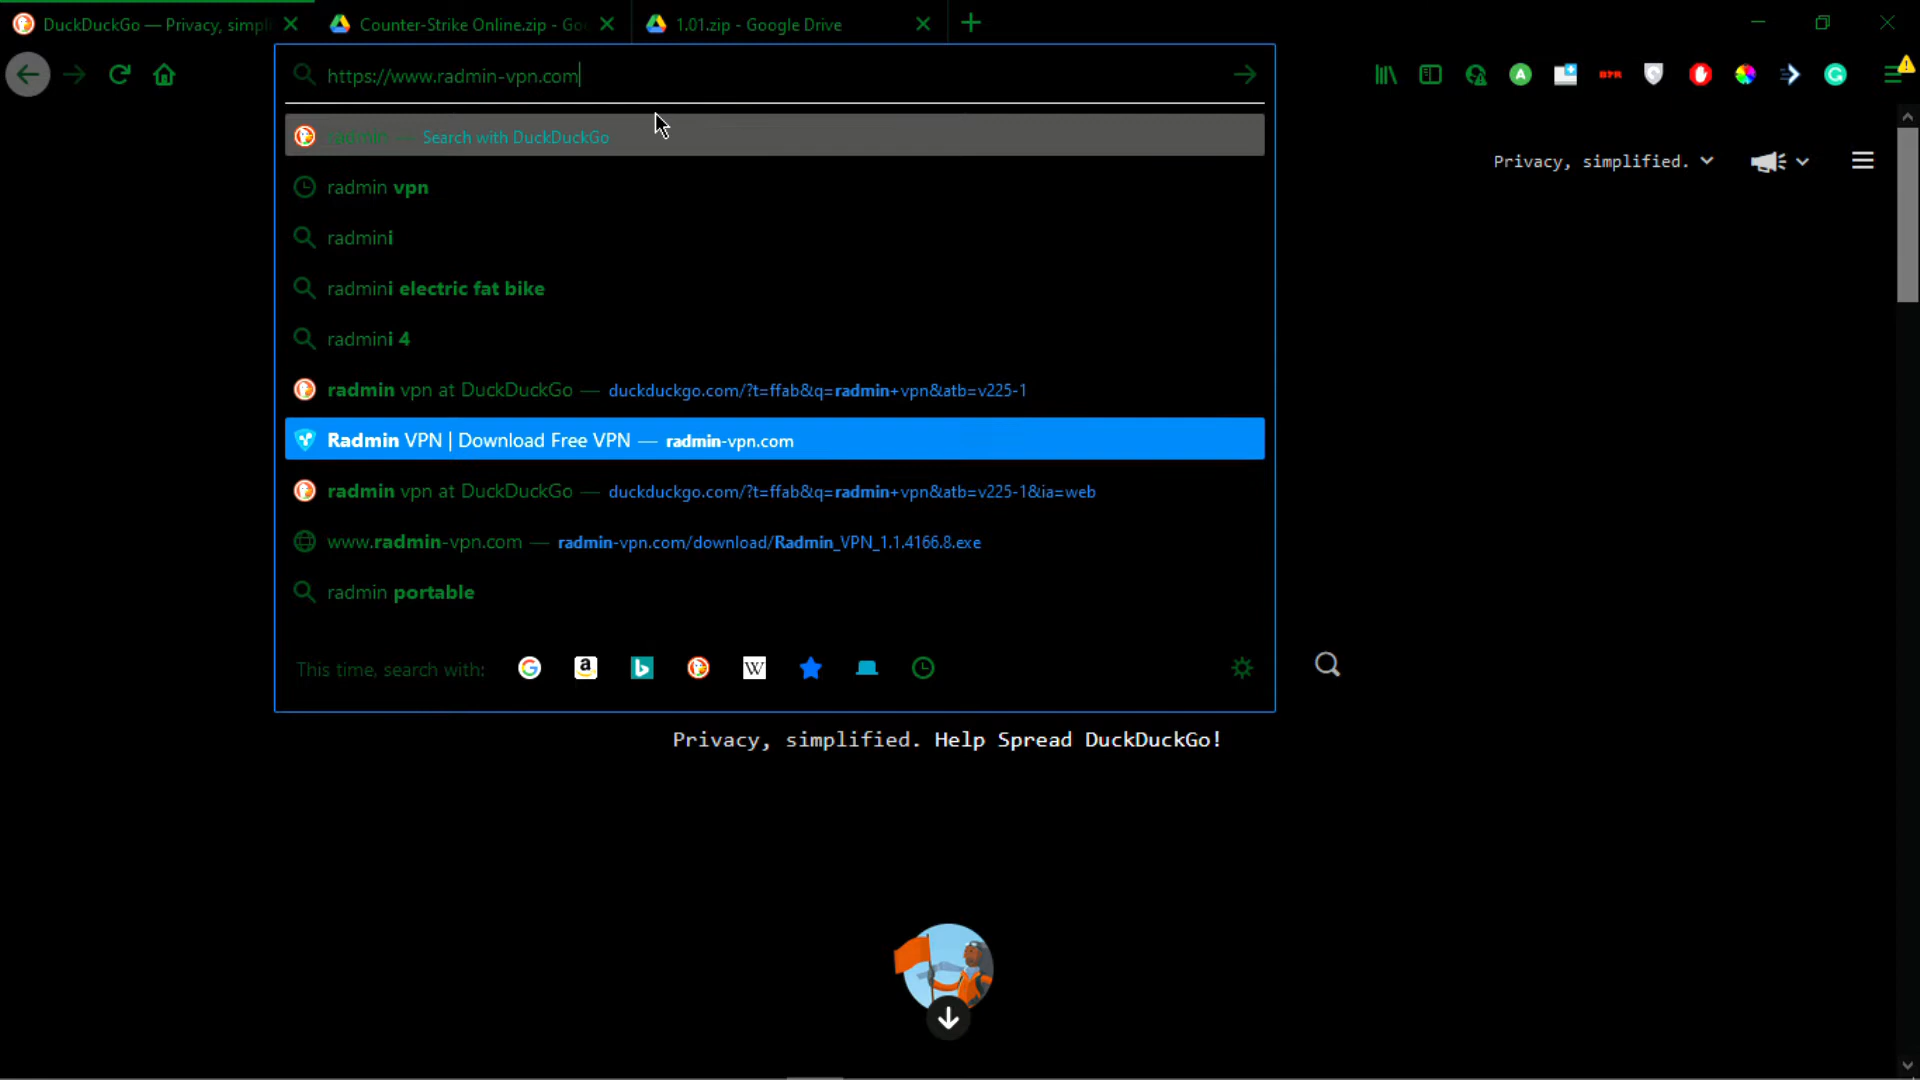 DuckDuckGo — Privacy, simpl
Counter-Strike Online.zip - Go
1.01.zip - Google Drive
https://www.radmin-vpn.com
radmin — Search with DuckDuckGo
Privacy, simplified.
radmin vpn
radmini
radmini electric fat bike
radmini 4
radmin vpn at DuckDuckGo — duckduckgo.com/?t=ffab&q=radmin+vpn&atb=v225-1
Radmin VPN | Download Free VPN — radmin-vpn.com
radmin vpn at DuckDuckGo — duckduckgo.com/?t=ffab&q=radmin+vpn&atb=v225-1&ia=web
www.radmin-vpn.com — radmin-vpn.com/download/Radmin_VPN_1.1.4166.8.exe
radmin portable
This time, search with:
Privacy, simplified. Help Spread DuckDuckGo!